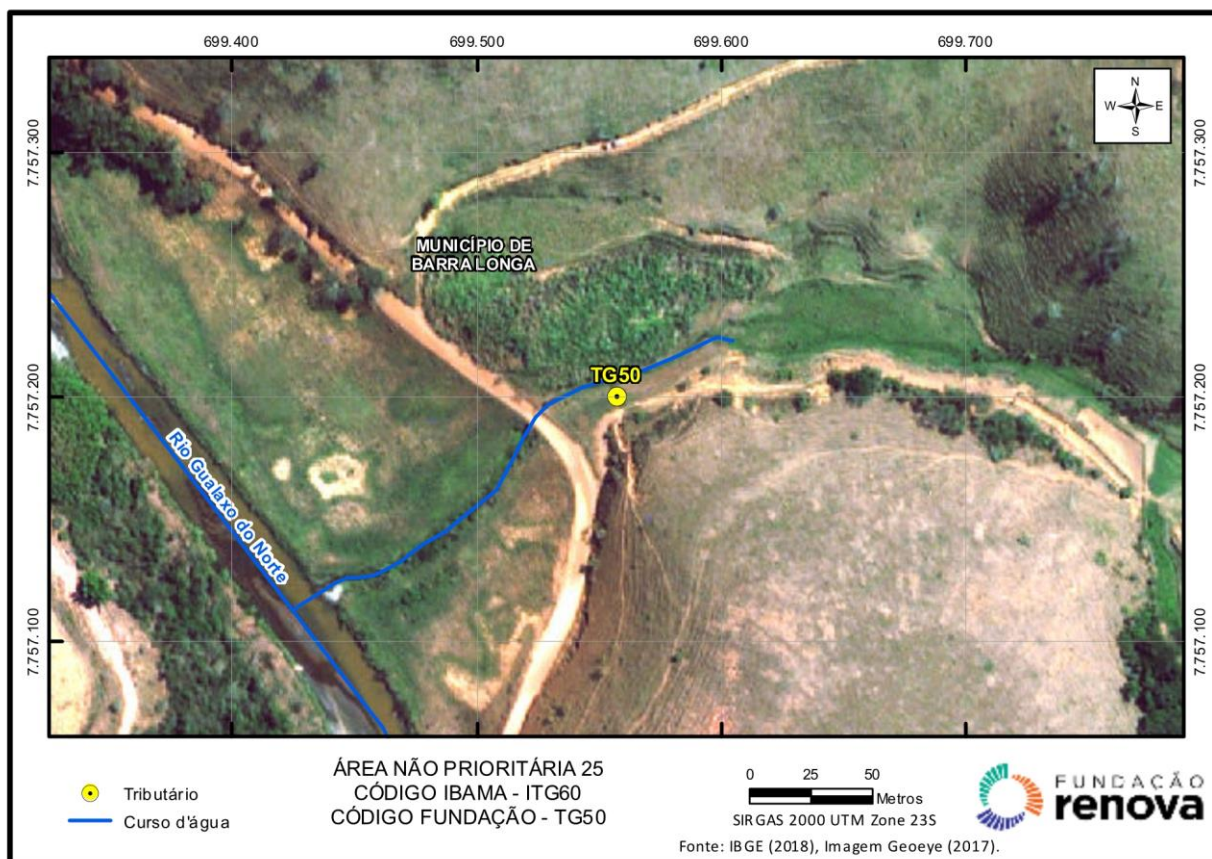 699.400 699.500 699.600 699.700
N
W E
S
7.757.300 7.757.300
MUNICÍPIO DE
BARRA LONGA
TG50
7.757.200 7.757.200
Rio Gualaxo do Norte
7.757.100 7.757.100
ÁREA NÃO PRIORITÁRIA 25
CÓDIGO IBAMA - ITG60
CÓDIGO FUNDAÇÃO - TG50
Tributário
Curso d'água
0 25 50
Metros
SIRGAS 2000 UTM Zone 23S
FUNDAÇÃO
renova
Fonte: IBGE (2018), Imagem Geoeye (2017).